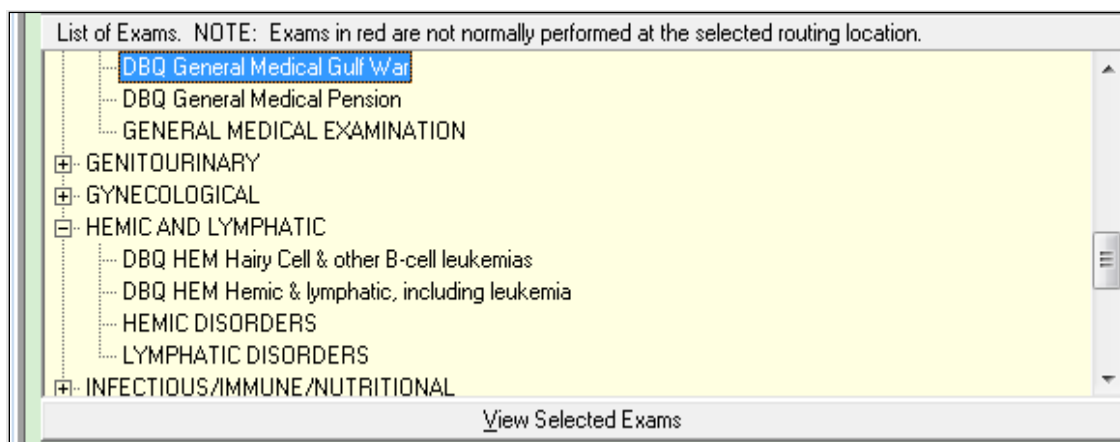 List of Exams. NOTE: Exams in red are not normally performed at the selected routing location.
DBQ General Medical Gulf War
DBQ General Medical Pension
GENERAL MEDICAL EXAMINATION
GENITOURINARY
GYNECOLOGICAL
HEMIC AND LYMPHATIC
DBQ HEM Hairy Cell & other B-cell leukemias
DBQ HEM Hemic & lymphatic, including leukemia
HEMIC DISORDERS
LYMPHATIC DISORDERS
INFECTIOUS/IMMUNE/NUTRITIONAL
View Selected Exams